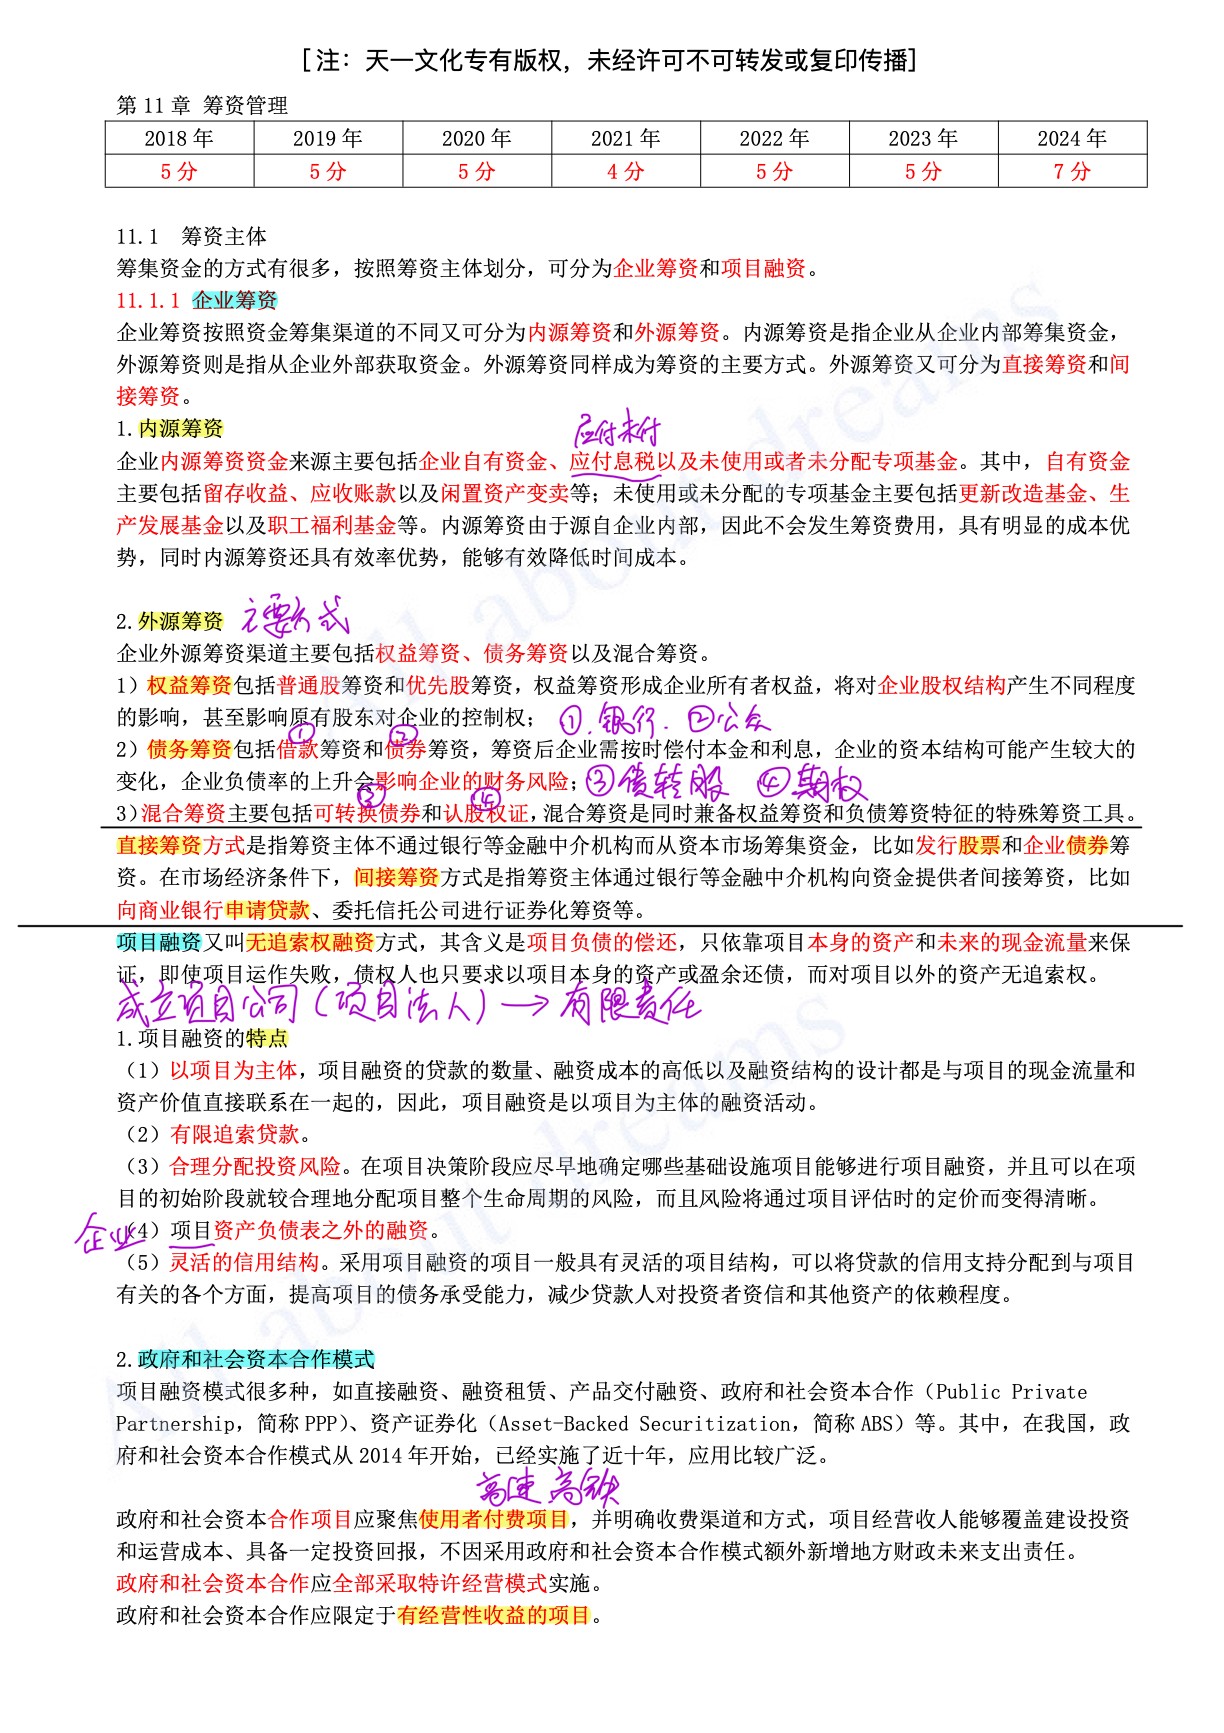 [注：天一文化专有版权，未经许可不可转发或复印传播]
第 11 章 筹资管理
2018 年 2019 年 2020 年 2021 年 2022 年 2023 年 2024 年
5 分 5 分 5 分 4 分 5 分 5 分 7 分
11.1 筹资主体
筹集资金的方式有很多，按照筹资主体划分，可分为企业筹资和项目融资。
11.1.1 企业筹资
企业筹资按照资金筹集渠道的不同又可分为内源筹资和外源筹资。内源筹资是指企业从企业内部筹集资金，
外源筹资则是指从企业外部获取资金。外源筹资同样成为筹资的主要方式。外源筹资又可分为直接筹资和间
接筹资。
1.内源筹资
应付未付
企业内源筹资资金来源主要包括企业自有资金、应付息税以及未使用或者未分配专项基金。其中，自有资金
主要包括留存收益、应收账款以及闲置资产变卖等；未使用或未分配的专项基金主要包括更新改造基金、生
产发展基金以及职工福利基金等。内源筹资由于源自企业内部，因此不会发生筹资费用，具有明显的成本优
势，同时内源筹资还具有效率优势，能够有效降低时间成本。
2.外源筹资 主要方式
企业外源筹资渠道主要包括权益筹资、债务筹资以及混合筹资。
1）权益筹资包括普通股筹资和优先股筹资，权益筹资形成企业所有者权益，将对企业股权结构产生不同程度
的影响，甚至影响原有股东对企业的控制权； ①.银行. ②公众
① ②
2）债务筹资包括借款筹资和债券筹资，筹资后企业需按时偿付本金和利息，企业的资本结构可能产生较大的
变化，企业负债率的上升会影响企业的财务风险；③债转股 ④期权
③ ④
3)混合筹资主要包括可转换债券和认股权证，混合筹资是同时兼备权益筹资和负债筹资特征的特殊筹资工具。
直接筹资方式是指筹资主体不通过银行等金融中介机构而从资本市场筹集资金，比如发行股票和企业债券筹
资。在市场经济条件下，间接筹资方式是指筹资主体通过银行等金融中介机构向资金提供者间接筹资，比如
向商业银行申请贷款、委托信托公司进行证券化筹资等。
项目融资又叫无追索权融资方式，其含义是项目负债的偿还，只依靠项目本身的资产和未来的现金流量来保
证，即使项目运作失败，债权人也只要求以项目本身的资产或盈余还债，而对项目以外的资产无追索权。
成立项目公司（项目法人）→有限责任
1.项目融资的特点
（1）以项目为主体，项目融资的贷款的数量、融资成本的高低以及融资结构的设计都是与项目的现金流量和
资产价值直接联系在一起的，因此，项目融资是以项目为主体的融资活动。
（2）有限追索贷款。
（3）合理分配投资风险。在项目决策阶段应尽早地确定哪些基础设施项目能够进行项目融资，并且可以在项
目的初始阶段就较合理地分配项目整个生命周期的风险，而且风险将通过项目评估时的定价而变得清晰。
企业
（4）项目资产负债表之外的融资。
（5）灵活的信用结构。采用项目融资的项目一般具有灵活的项目结构，可以将贷款的信用支持分配到与项目
有关的各个方面，提高项目的债务承受能力，减少贷款人对投资者资信和其他资产的依赖程度。
2.政府和社会资本合作模式
项目融资模式很多种，如直接融资、融资租赁、产品交付融资、政府和社会资本合作（Public Private
Partnership，简称 PPP）、资产证券化（Asset-Backed Securitization，简称 ABS）等。其中，在我国，政
府和社会资本合作模式从 2014 年开始，已经实施了近十年，应用比较广泛。
高速 高铁
政府和社会资本合作项目应聚焦使用者付费项目，并明确收费渠道和方式，项目经营收入能够覆盖建设投资
和运营成本、具备一定投资回报，不因采用政府和社会资本合作模式额外新增地方财政未来支出责任。
政府和社会资本合作应全部采取特许经营模式实施。
政府和社会资本合作应限定于有经营性收益的项目。
All about dreams
All about dreams